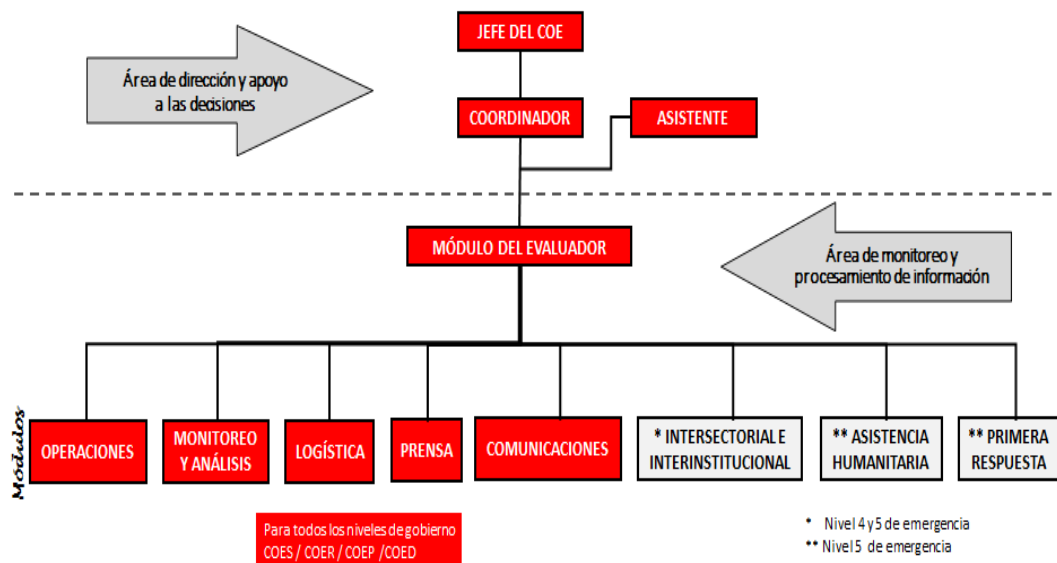 JEFE DEL COE
Área de dirección y apoyo
a las decisiones
COORDINADOR
ASISTENTE
MÓDULO DEL EVALUADOR
Área de monitoreo y
procesamiento de información
Módulos
OPERACIONES
MONITOREO
Y ANÁLISIS
LOGÍSTICA
PRENSA
COMUNICACIONES
* INTERSECTORIAL E
INTERINSTITUCIONAL
** ASISTENCIA
HUMANITARIA
** PRIMERA
RESPUESTA
Para todos los niveles de gobierno
COES / COER / COEP /COED
* Nivel 4 y 5 de emergencia
** Nivel 5 de emergencia